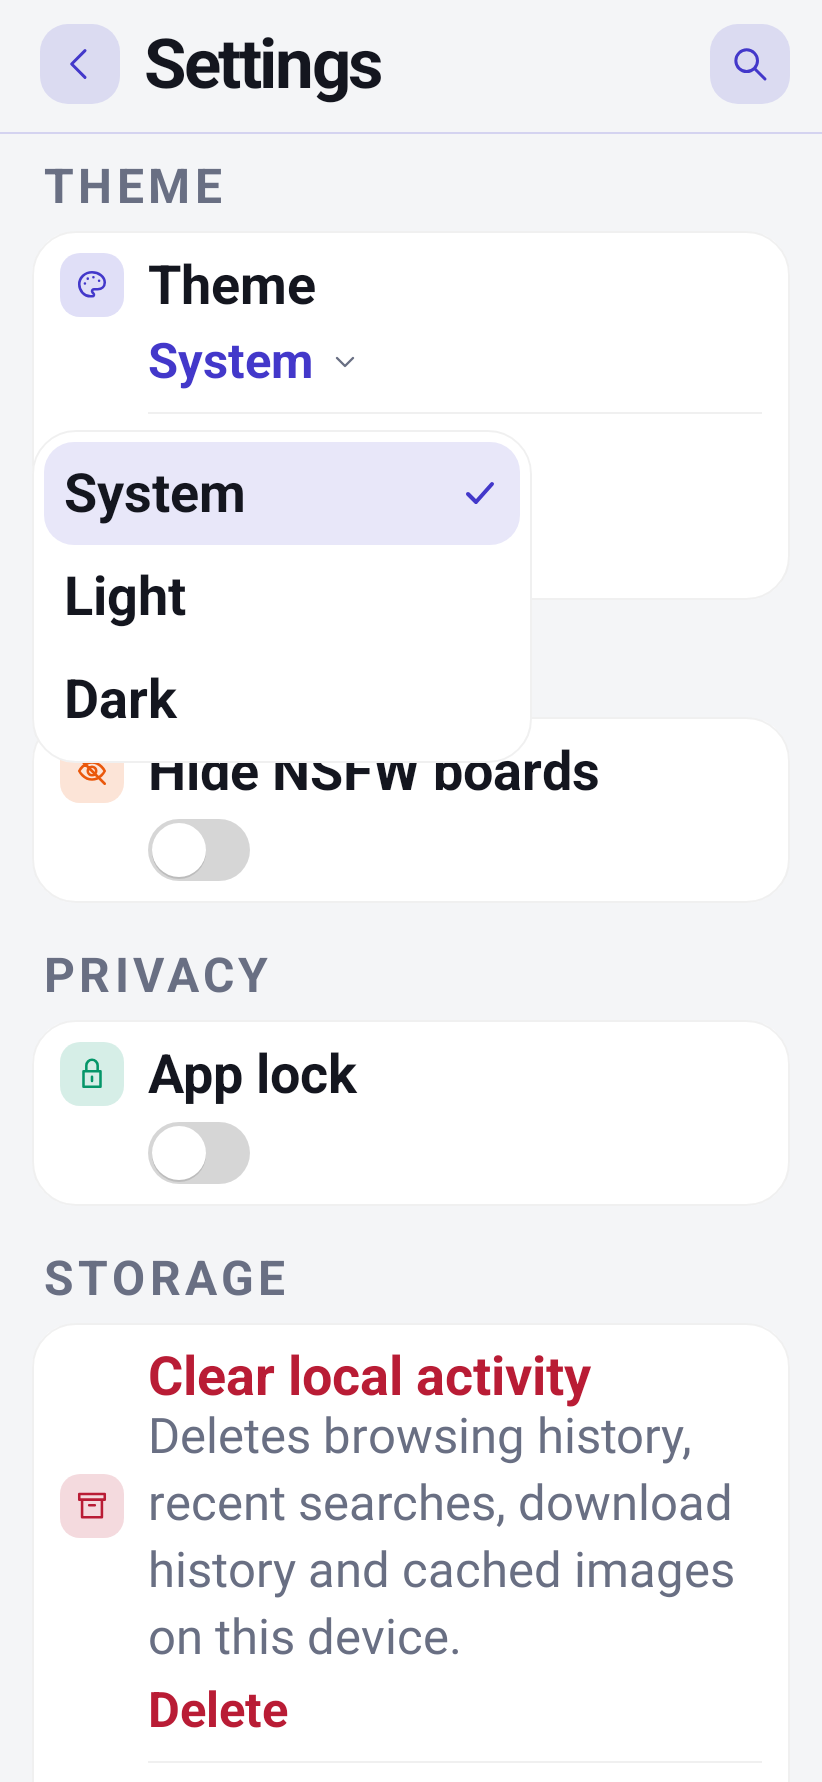 Settings
THEME
Theme
System
System
Light
Dark
Hide NSFW boards
PRIVACY
App lock
STORAGE
Clear local activity
Deletes browsing history,
recent searches, download
history and cached images
on this device.
Delete